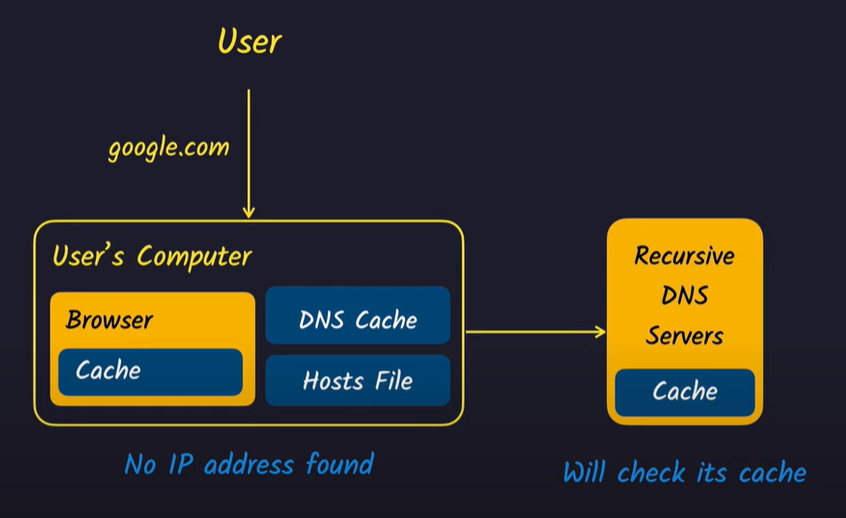 User
google.com
User's Computer
Browser
Cache
DNS Cache
Hosts File
No IP address found
Recursive
DNS
Servers
Cache
Will check its cache